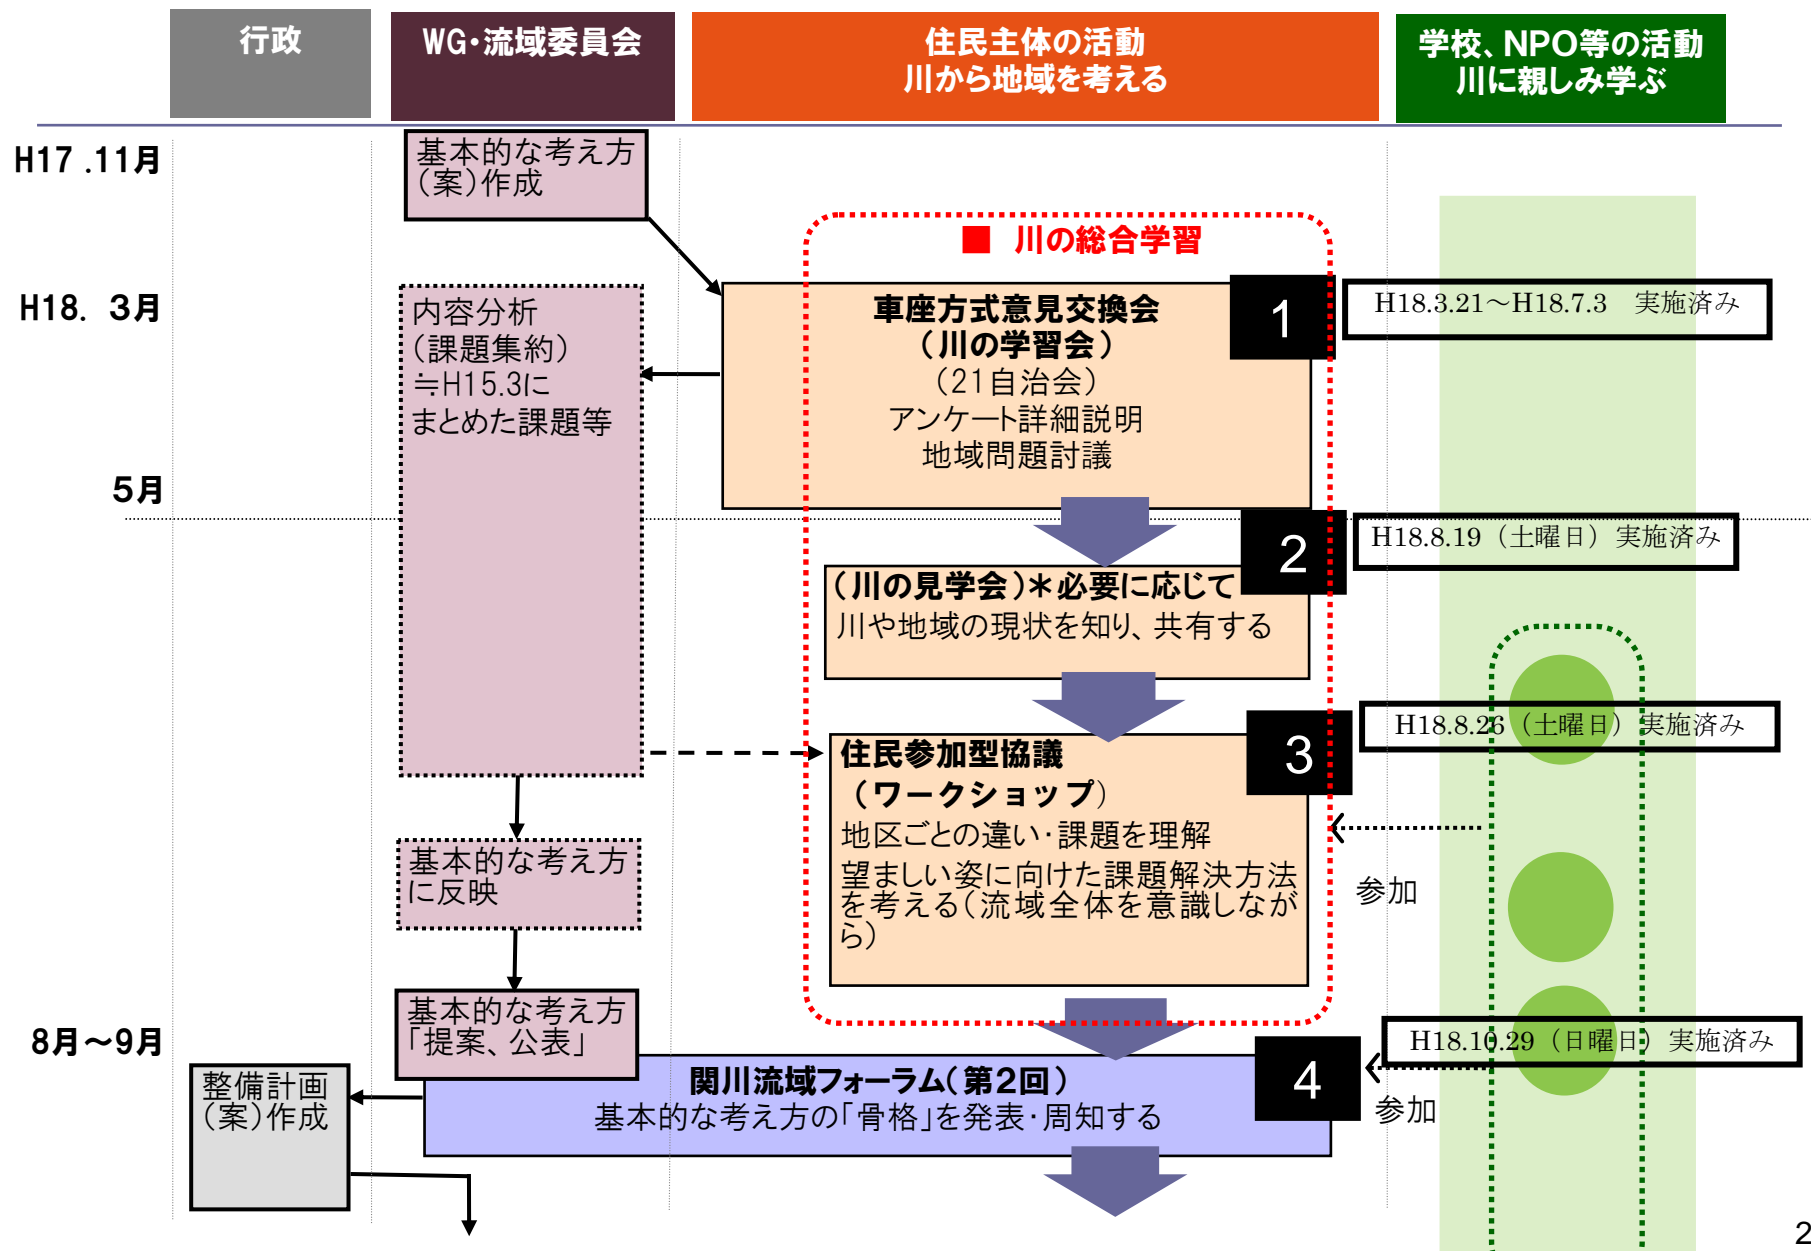 行政
WG・流域委員会
住民主体の活動
川から地域を考える
学校、NPO等の活動
川に親しみ学ぶ
H17 .11月
基本的な考え方
（案）作成
■ 川の総合学習
H18. 3月
内容分析
（課題集約）
≒H15.3に
まとめた課題等
車座方式意見交換会
（川の学習会）
（21自治会）
アンケート詳細説明
地域問題討議
1
H18.3.21～H18.7.3 実施済み
5月
2
H18.8.19（土曜日）実施済み
（川の見学会）＊必要に応じて
川や地域の現状を知り、共有する
3
H18.8.26（土曜日）実施済み
住民参加型協議
（ワークショップ）
地区ごとの違い・課題を理解
望ましい姿に向けた課題解決方法
を考える（流域全体を意識しなが
ら）
参加
基本的な考え方
に反映
8月～9月
基本的な考え方
「提案、公表」
4
H18.10.29（日曜日）実施済み
関川流域フォーラム（第2回）
基本的な考え方の「骨格」を発表・周知する
参加
整備計画
（案）作成
2